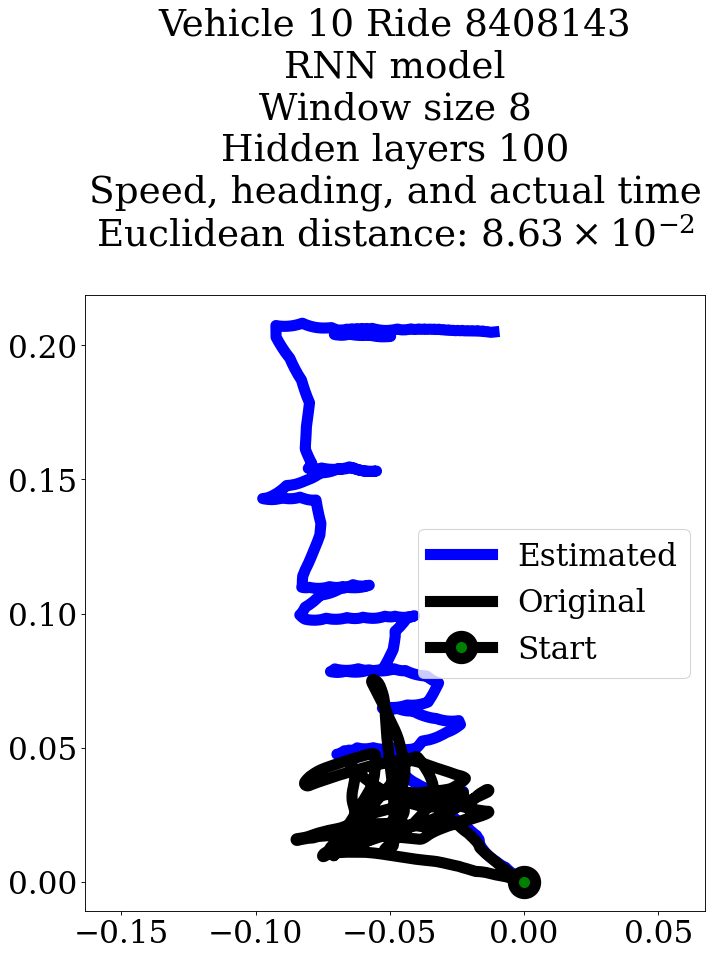 Vehicle 10 Ride 8408143
RNN model
Window size 8
Hidden layers 100
Speed, heading, and actual time
Euclidean distance: 8.63 × 10⁻²
0.20
0.15
0.10
0.05
0.00
Estimated
Original
Start
−0.15 −0.10 −0.05 0.00 0.05